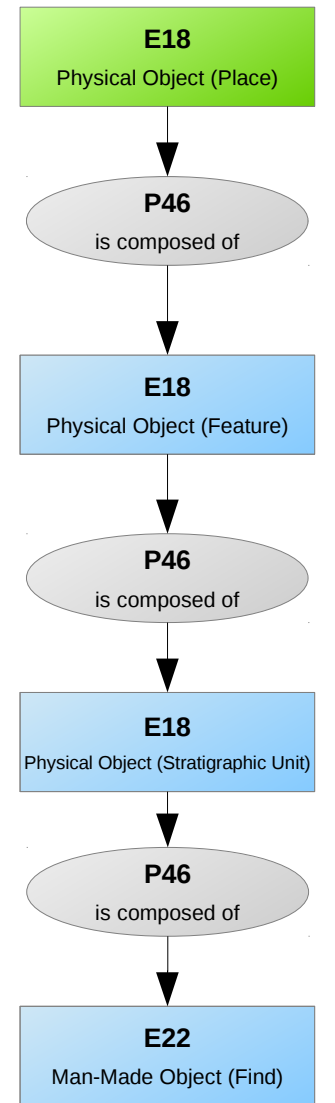 E18
Physical Object (Place)
P46
is composed of
E18
Physical Object (Feature)
P46
is composed of
E18
Physical Object (Stratigraphic Unit)
P46
is composed of
E22
Man-Made Object (Find)